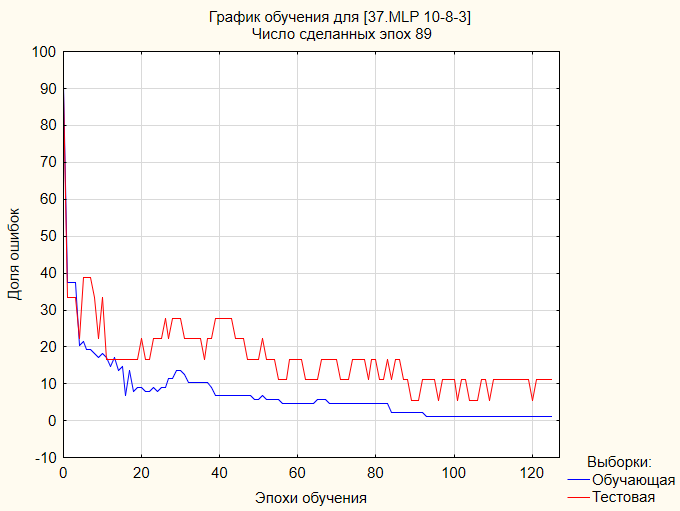 График обучения для [37.MLP 10-8-3]
Число сделанных эпох 89
100
90
80
70
60
50
40
30
20
10
0
-10
Доля ошибок
0 20 40 60 80 100 120
Эпохи обучения
Выборки:
Обучающая
Тестовая